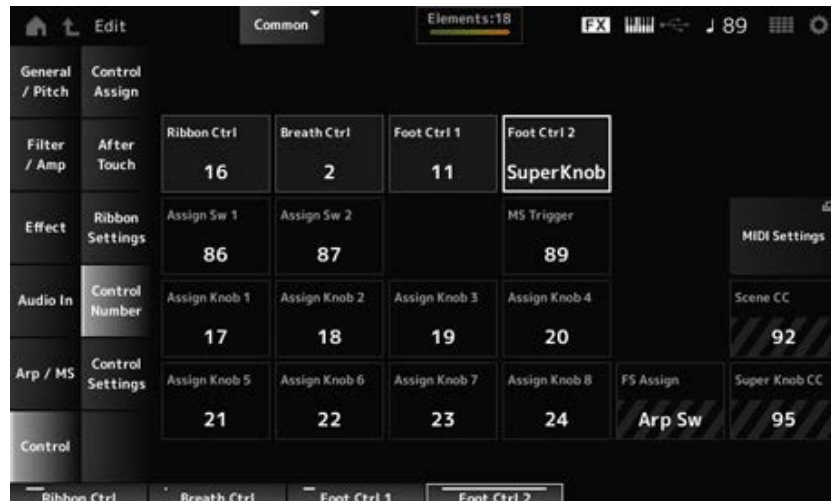 Edit
Common
Elements:18
FX
♩ 89
General / Pitch
Control Assign
Filter / Amp
After Touch
Ribbon Ctrl
16
Breath Ctrl
2
Foot Ctrl 1
11
Foot Ctrl 2
SuperKnob
Effect
Ribbon Settings
Assign Sw 1
86
Assign Sw 2
87
MS Trigger
89
MIDI Settings
Audio In
Control Number
Assign Knob 1
17
Assign Knob 2
18
Assign Knob 3
19
Assign Knob 4
20
Scene CC
92
Arp / MS
Control Settings
Assign Knob 5
21
Assign Knob 6
22
Assign Knob 7
23
Assign Knob 8
24
FS Assign
Arp Sw
Super Knob CC
95
Control
Ribbon Ctrl
Breath Ctrl
Foot Ctrl 1
Foot Ctrl 2